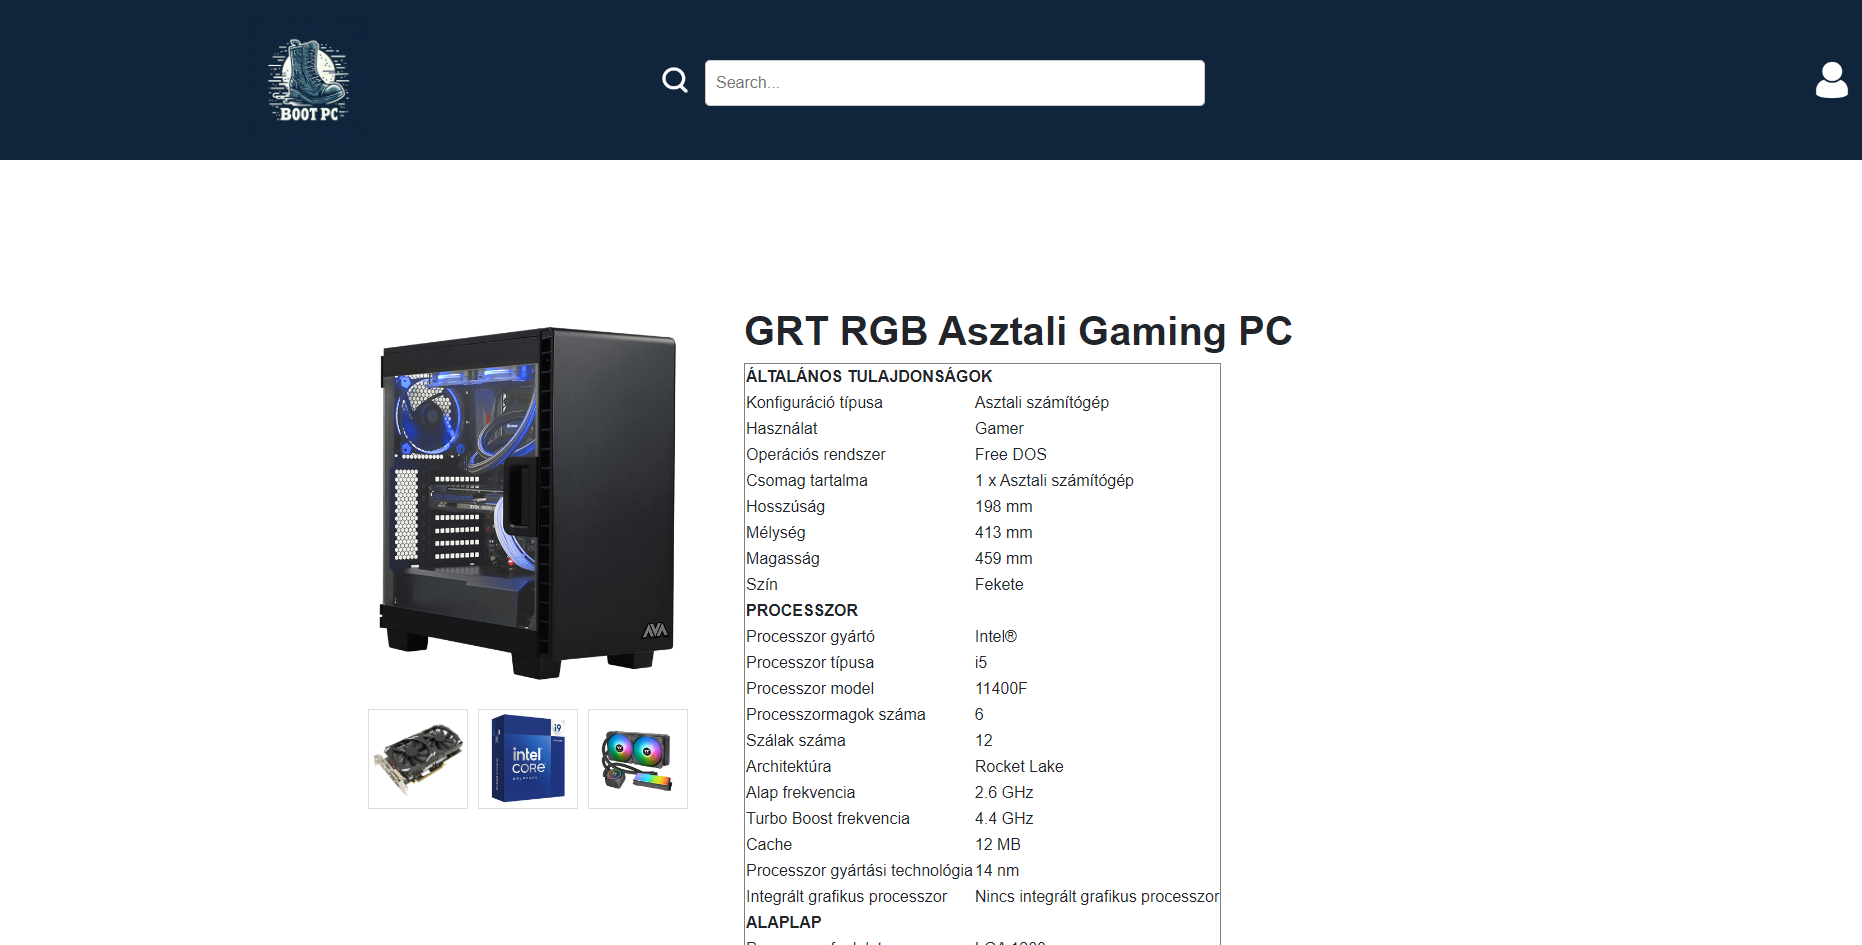 BOOT PC
Search...
GRT RGB Asztali Gaming PC
ÁLTALÁNOS TULAJDONSÁGOK
Konfiguráció típusa Asztali számítógép
Használat Gamer
Operációs rendszer Free DOS
Csomag tartalma 1 x Asztali számítógép
Hosszúság 198 mm
Mélység 413 mm
Magasság 459 mm
Szín Fekete
PROCESSZOR
Processzor gyártó Intel®
Processzor típusa i5
Processzor model 11400F
Processzormagok száma 6
Szálak száma 12
Architektúra Rocket Lake
Alap frekvencia 2.6 GHz
Turbo Boost frekvencia 4.4 GHz
Cache 12 MB
Processzor gyártási technológia 14 nm
Integrált grafikus processzor Nincs integrált grafikus processzor
ALAPLAP
AVA
i9
intel
CORE